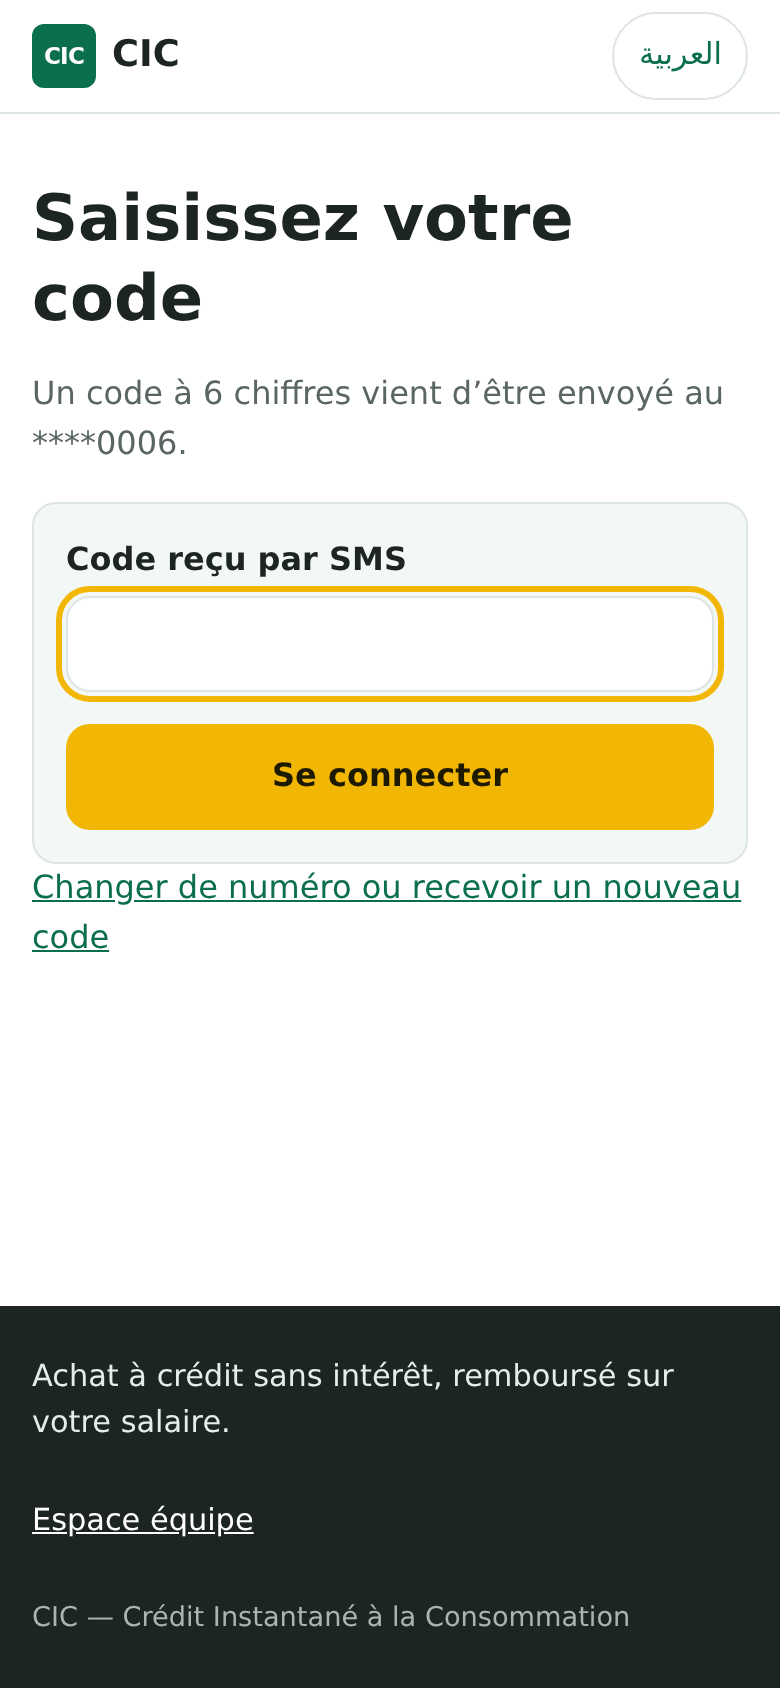 CIC CIC العربية
Saisissez votre
code
Un code à 6 chiffres vient d’être envoyé au
****0006.
Code reçu par SMS
Se connecter
Changer de numéro ou recevoir un nouveau
code
Achat à crédit sans intérêt, remboursé sur
votre salaire.
Espace équipe
CIC — Crédit Instantané à la Consommation